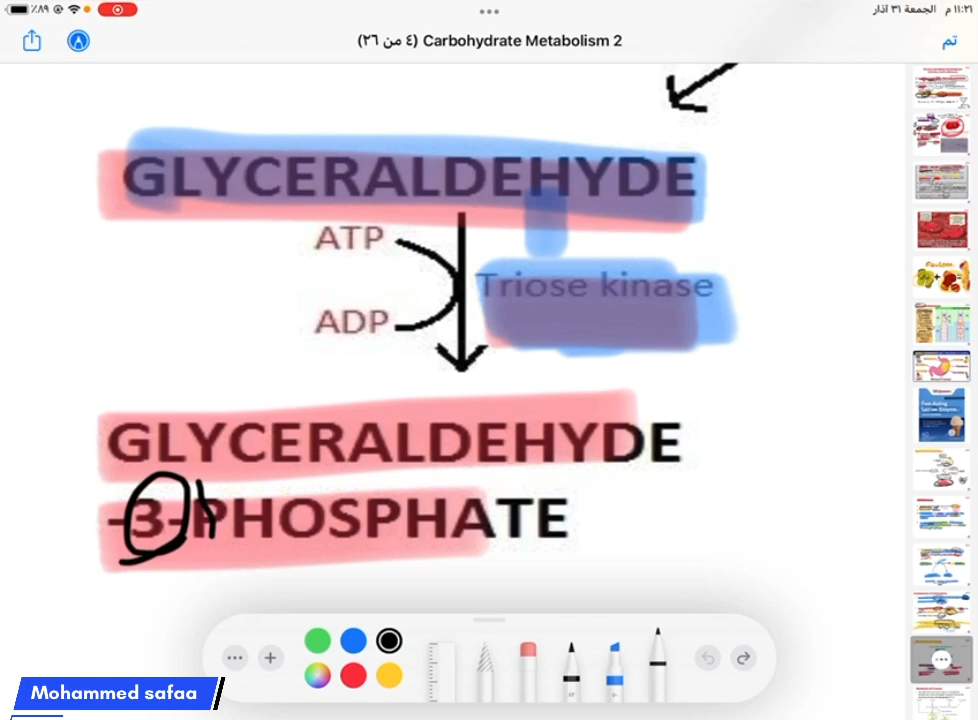 ٪٨٩
١١:٢١ م الجمعة ٣١ آذار
Carbohydrate Metabolism 2 (٤ من ٢٦)
تم
GLYCERALDEHYDE
ATP
Triose kinase
ADP
GLYCERALDEHYDE
-3-PHOSPHATE
Mohammed safaa